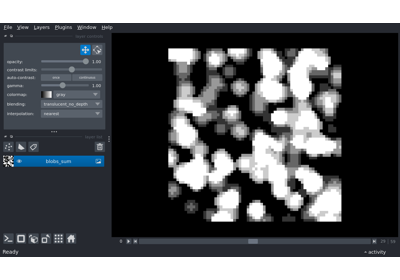 File View Layers Plugins Window Help
opacity: 1.00
contrast limits:
auto-contrast: once continuous
gamma: 1.00
colormap: gray
blending: translucent_no_depth
interpolation: nearest
blobs_sum
Ready
activity